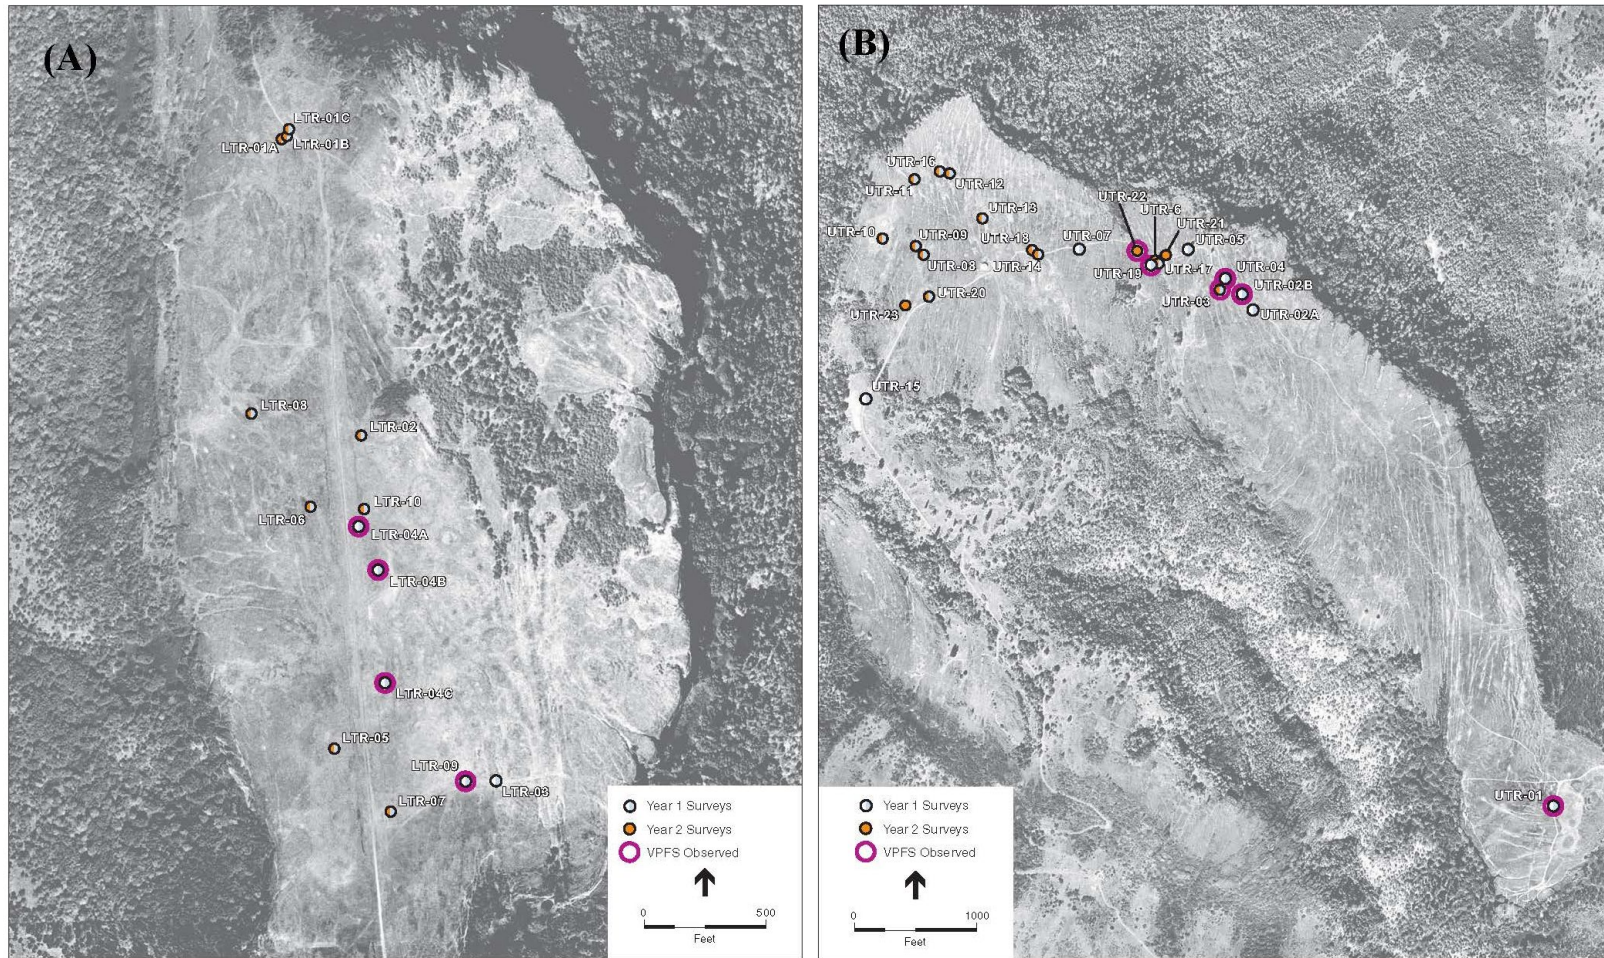 (A)
LTR-01C
LTR-01A
LTR-01B
LTR-08
LTR-02
LTR-10
LTR-06
LTR-04A
LTR-04B
LTR-04C
LTR-05
LTR-09
LTR-03
LTR-07
Year 1 Surveys
Year 2 Surveys
VPFS Observed
0 500
Feet
(B)
UTR-16
UTR-12
UTR-11
UTR-22
UTR-6
UTR-13
UTR-21
UTR-10
UTR-09
UTR-18
UTR-07
UTR-05
UTR-08
UTR-14
UTR-19
UTR-17
UTR-04
UTR-02B
UTR-03
UTR-20
UTR-23
UTR-02A
UTR-15
UTR-01
Year 1 Surveys
Year 2 Surveys
VPFS Observed
0 1000
Feet